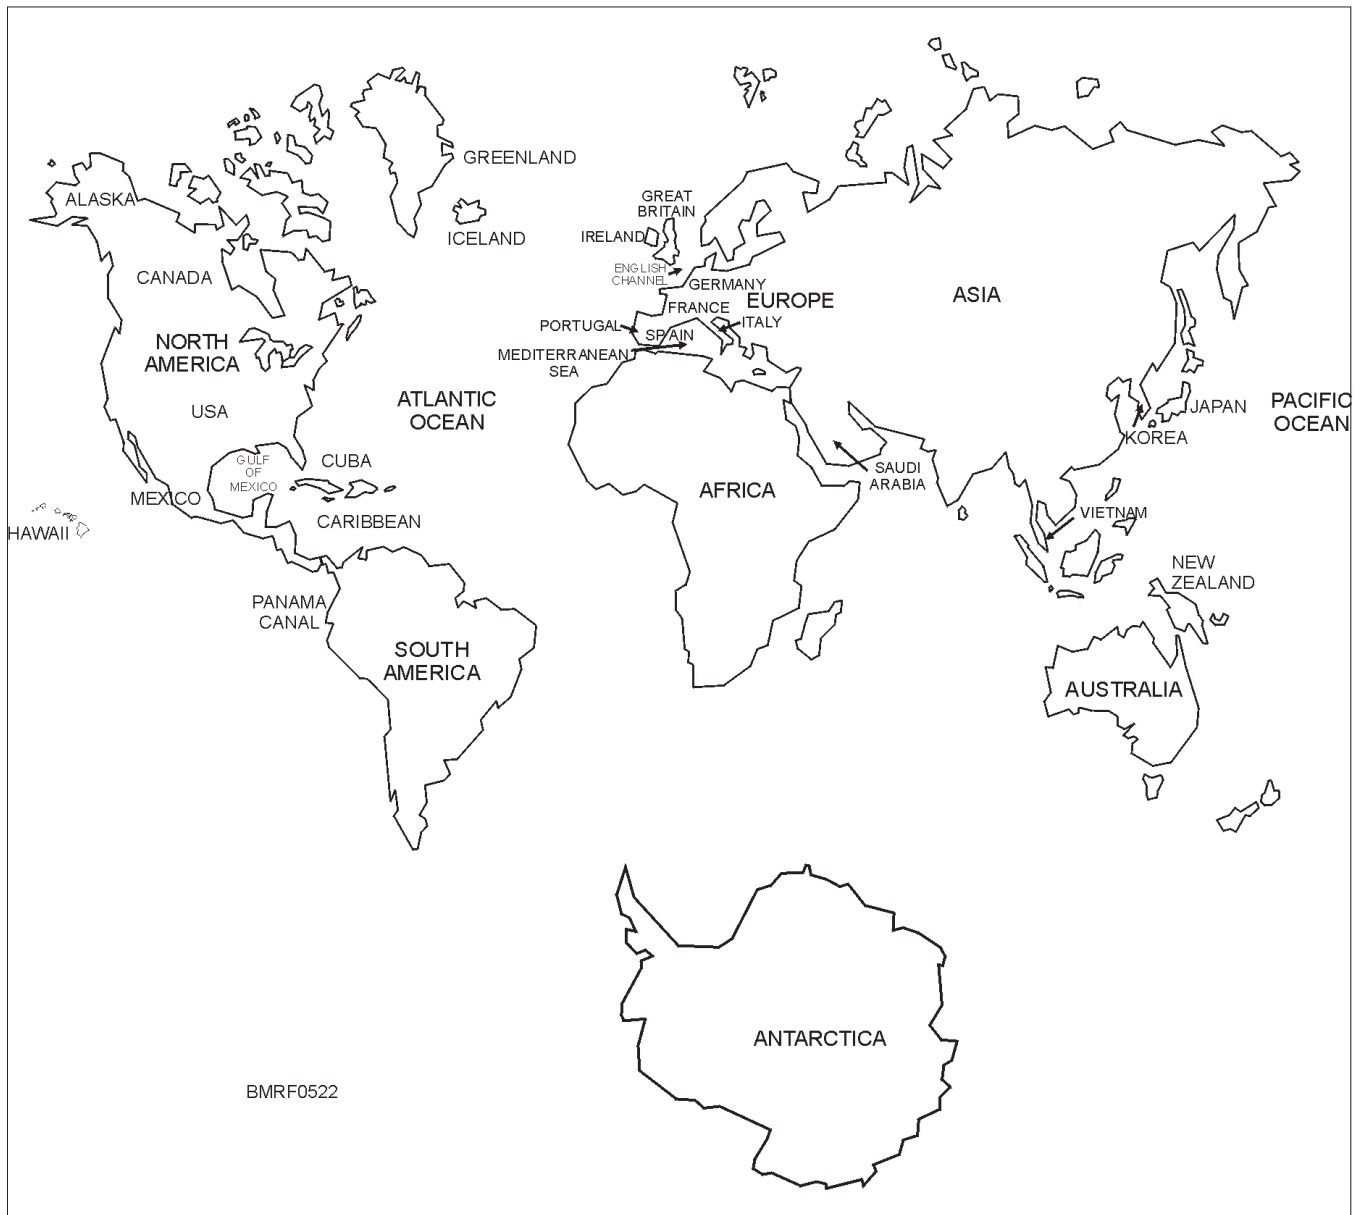 GREENLAND
ALASKA
GREAT
BRITAIN
ICELAND
IRELAND
CANADA
ENGLISH
CHANNEL
GERMANY
EUROPE
ASIA
FRANCE
PORTUGAL
SPAIN
ITALY
NORTH
AMERICA
MEDITERRANEAN
SEA
ATLANTIC
OCEAN
USA
JAPAN
PACIFIC
OCEAN
KOREA
GULF
OF
MEXICO
CUBA
SAUDI
ARABIA
MEXICO
AFRICA
CARIBBEAN
VIETNAM
HAWAII
NEW
ZEALAND
PANAMA
CANAL
SOUTH
AMERICA
AUSTRALIA
ANTARCTICA
BMRF0522